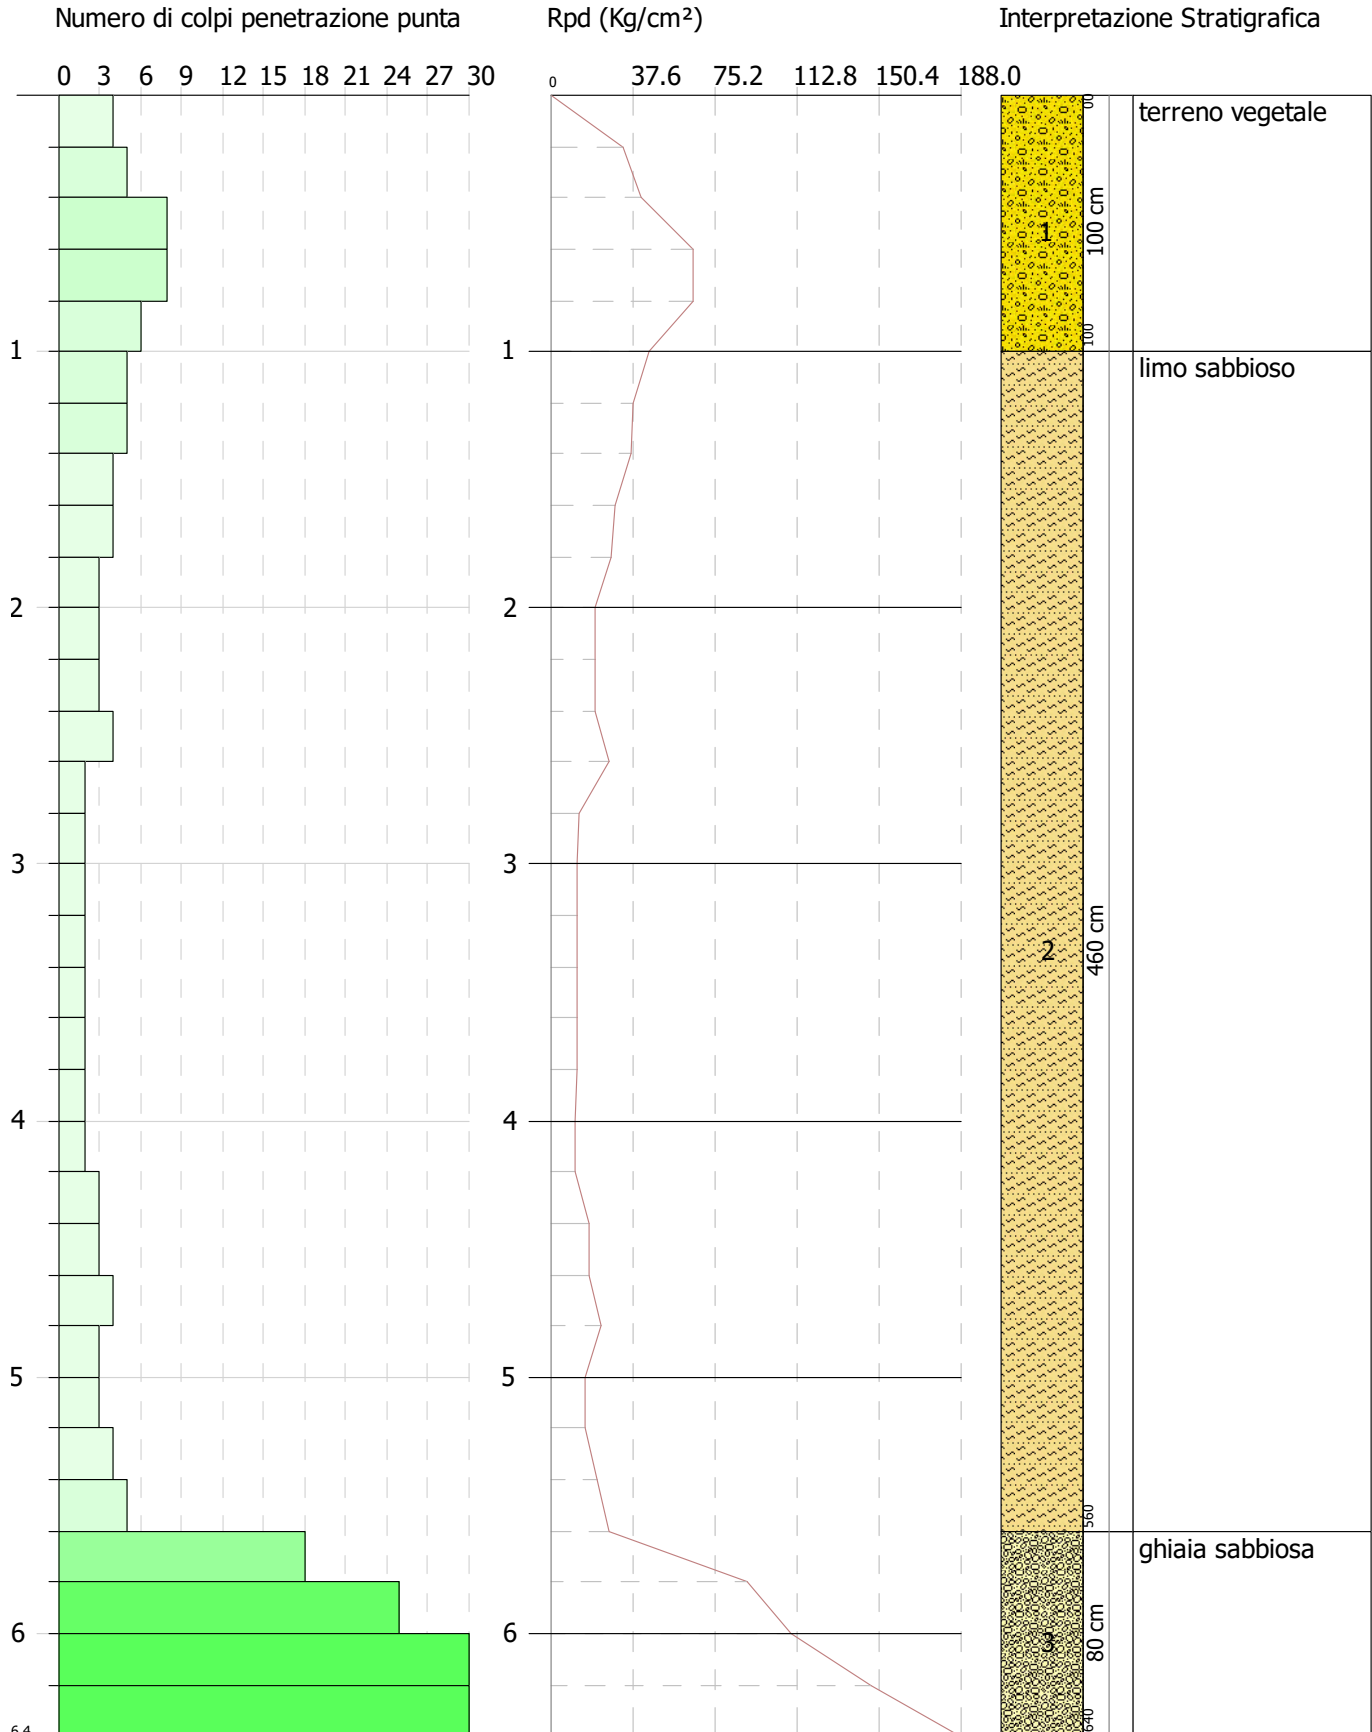 Numero di colpi penetrazione punta
Rpd (Kg/cm²)
Interpretazione Stratigrafica
0 3 6 9 12 15 18 21 24 27 30
0 37.6 75.2 112.8 150.4 188.0
00
terreno vegetale
1
100 cm
100
1
1
limo sabbioso
2
2
3
3
2
460 cm
4
4
5
5
560
ghiaia sabbiosa
6
6
3
80 cm
640
6.4